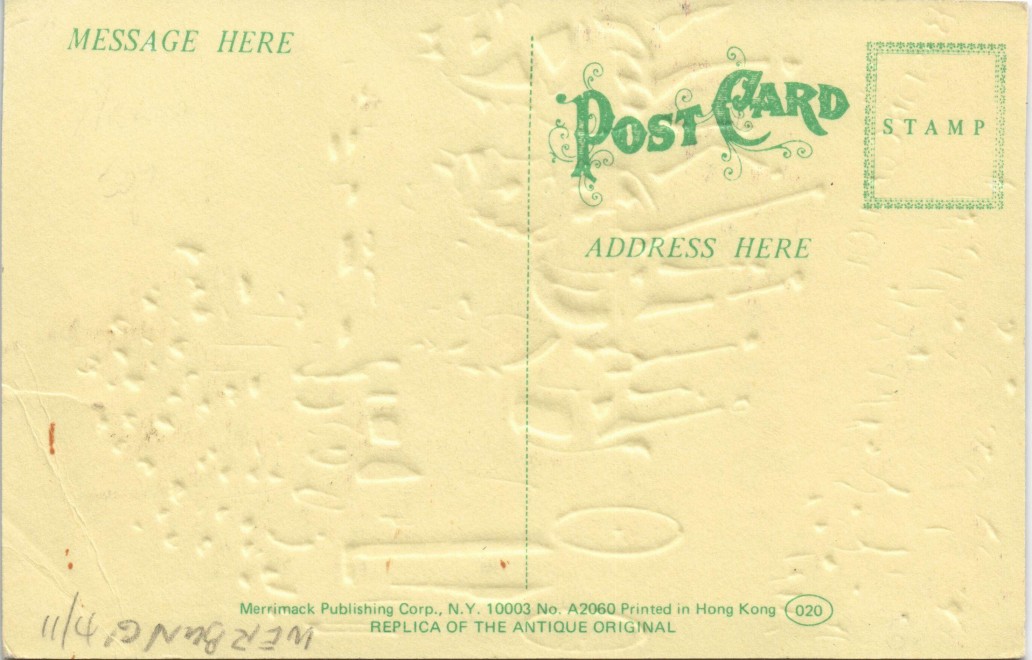 MESSAGE HERE
POST CARD
STAMP
ADDRESS HERE
Merrimack Publishing Corp., N.Y. 10003 No. A2060 Printed in Hong Kong 020
REPLICA OF THE ANTIQUE ORIGINAL